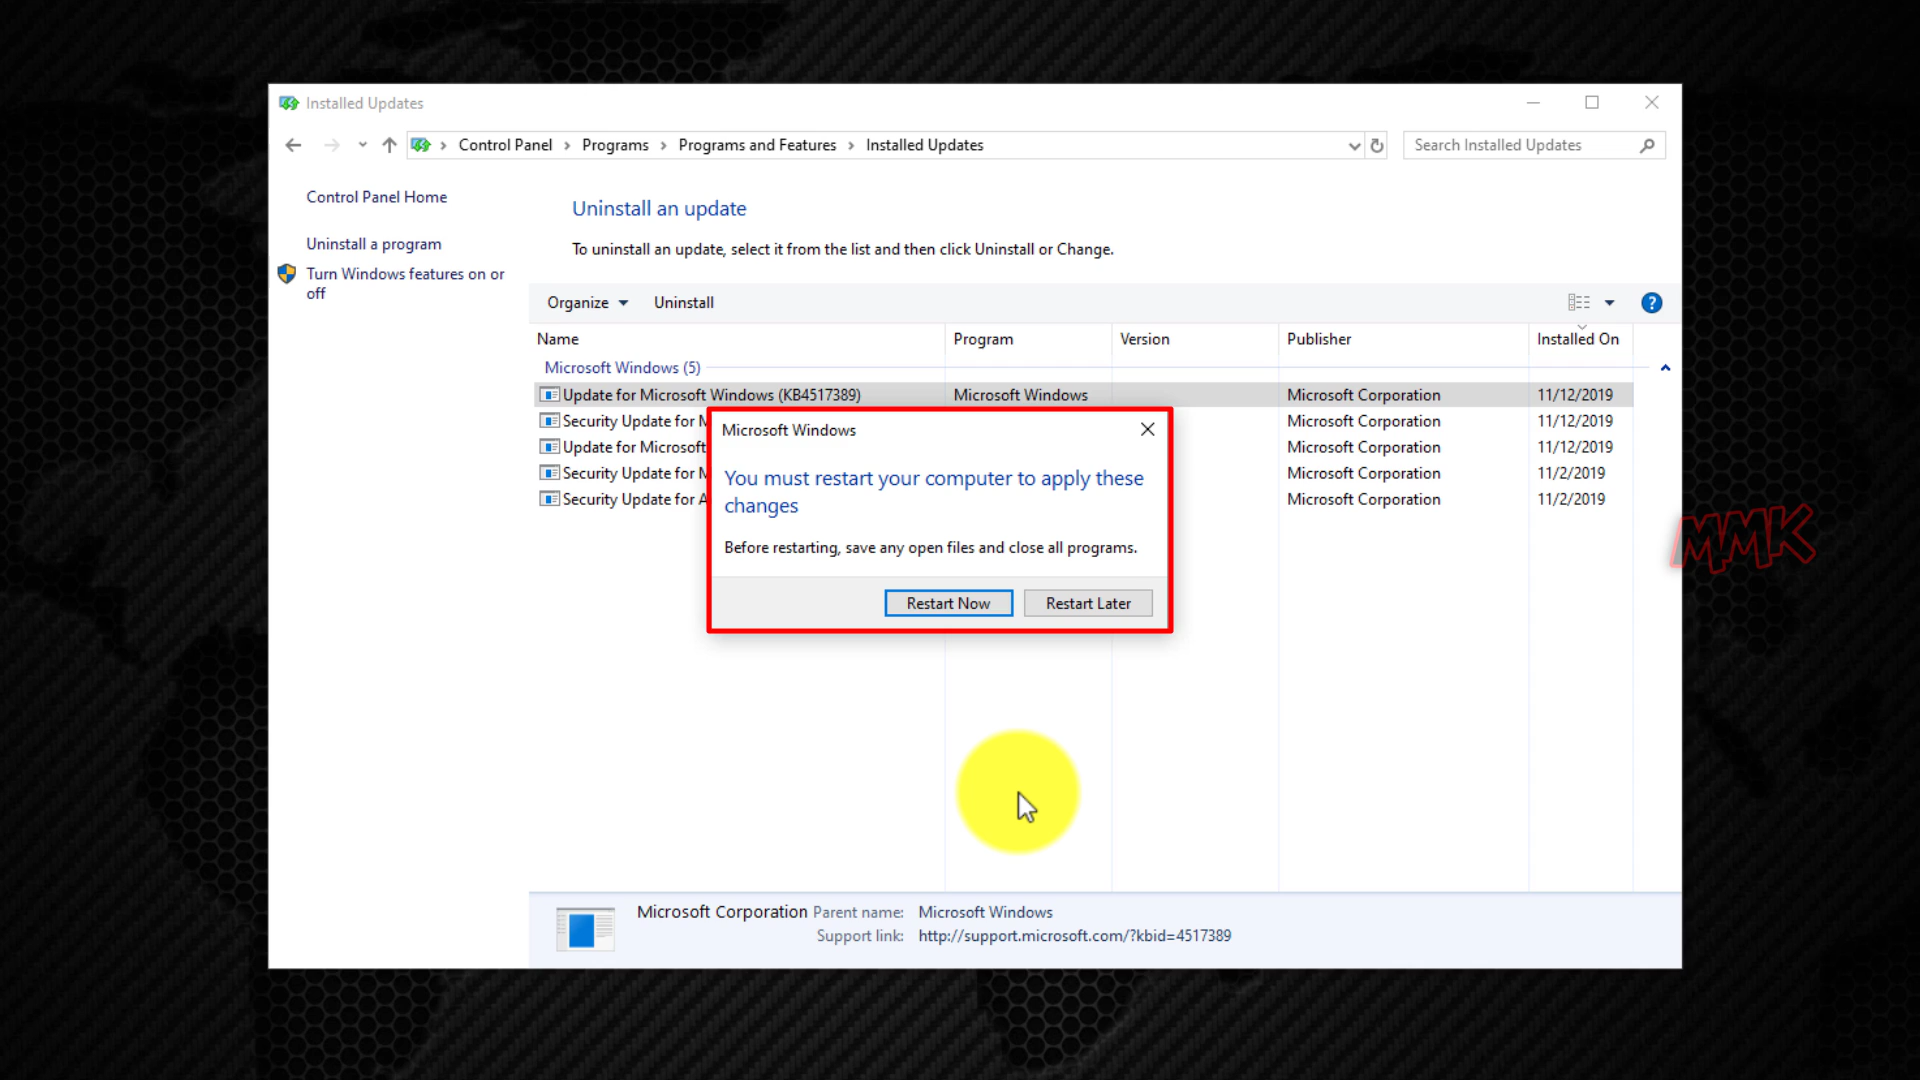 Installed Updates
Control Panel > Programs > Programs and Features > Installed Updates
Search Installed Updates
Control Panel Home
Uninstall a program
Turn Windows features on or
off
Uninstall an update
To uninstall an update, select it from the list and then click Uninstall or Change.
Organize Uninstall
?
Name Program Version Publisher Installed On
Microsoft Windows (5)
Update for Microsoft Windows (KB4517389) Microsoft Windows Microsoft Corporation 11/12/2019
Security Update for M Microsoft Corporation 11/12/2019
Update for Microsoft Microsoft Corporation 11/12/2019
Security Update for M Microsoft Corporation 11/2/2019
Security Update for A Microsoft Corporation 11/2/2019
Microsoft Windows
You must restart your computer to apply these
changes
Before restarting, save any open files and close all programs.
Restart Now Restart Later
MMK
Microsoft Corporation Parent name: Microsoft Windows
Support link: http://support.microsoft.com/?kbid=4517389